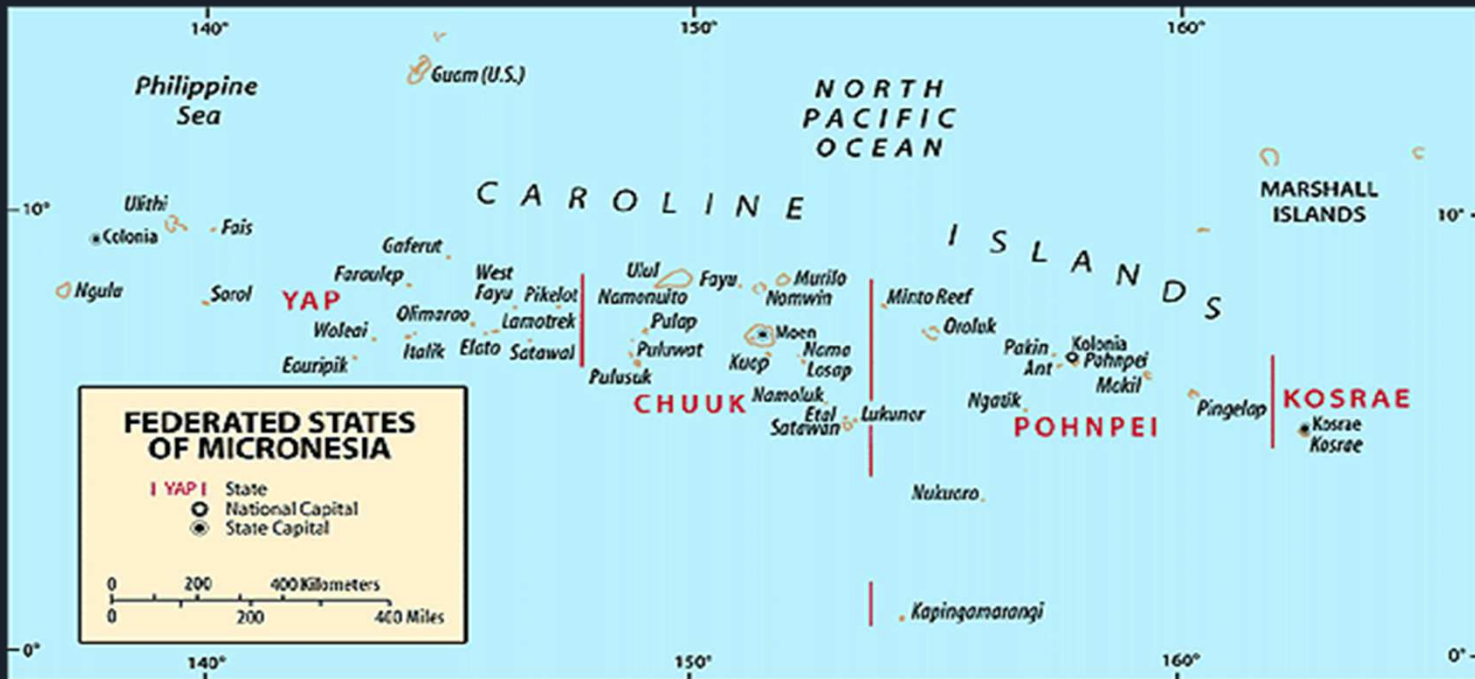 140°
150°
160°
Guam (U.S.)
Philippine
Sea
NORTH
PACIFIC
OCEAN
MARSHALL
ISLANDS
CAROLINE
ISLANDS
10°
10°
Ulithi
Colonia
Fais
Ngulu
Sorol
Gaferut
Faraulep
YAP
West
Fayu
Pikelot
Olimarao
Lamotrek
Woleai
Ifalik
Elato
Satawal
Eauripik
Ulul
Namonuito
Fayu
Murilo
Nomwin
Pulap
Moen
Puluwat
Kuop
Nama
Losap
Pulusuk
CHUUK
Namoluk
Etal
Lukunor
Satawan
Minto Reef
Oroluk
Pakin
Kolonia
Ant
Pohnpei
Mokil
Ngatik
POHNPEI
Pingelap
KOSRAE
Kosrae
Kosrae
Nukuoro
Kapingamarangi
FEDERATED STATES
OF MICRONESIA
YAP State
National Capital
State Capital
0 200 400 Kilometers
0 200 400 Miles
0°
0°
140°
150°
160°